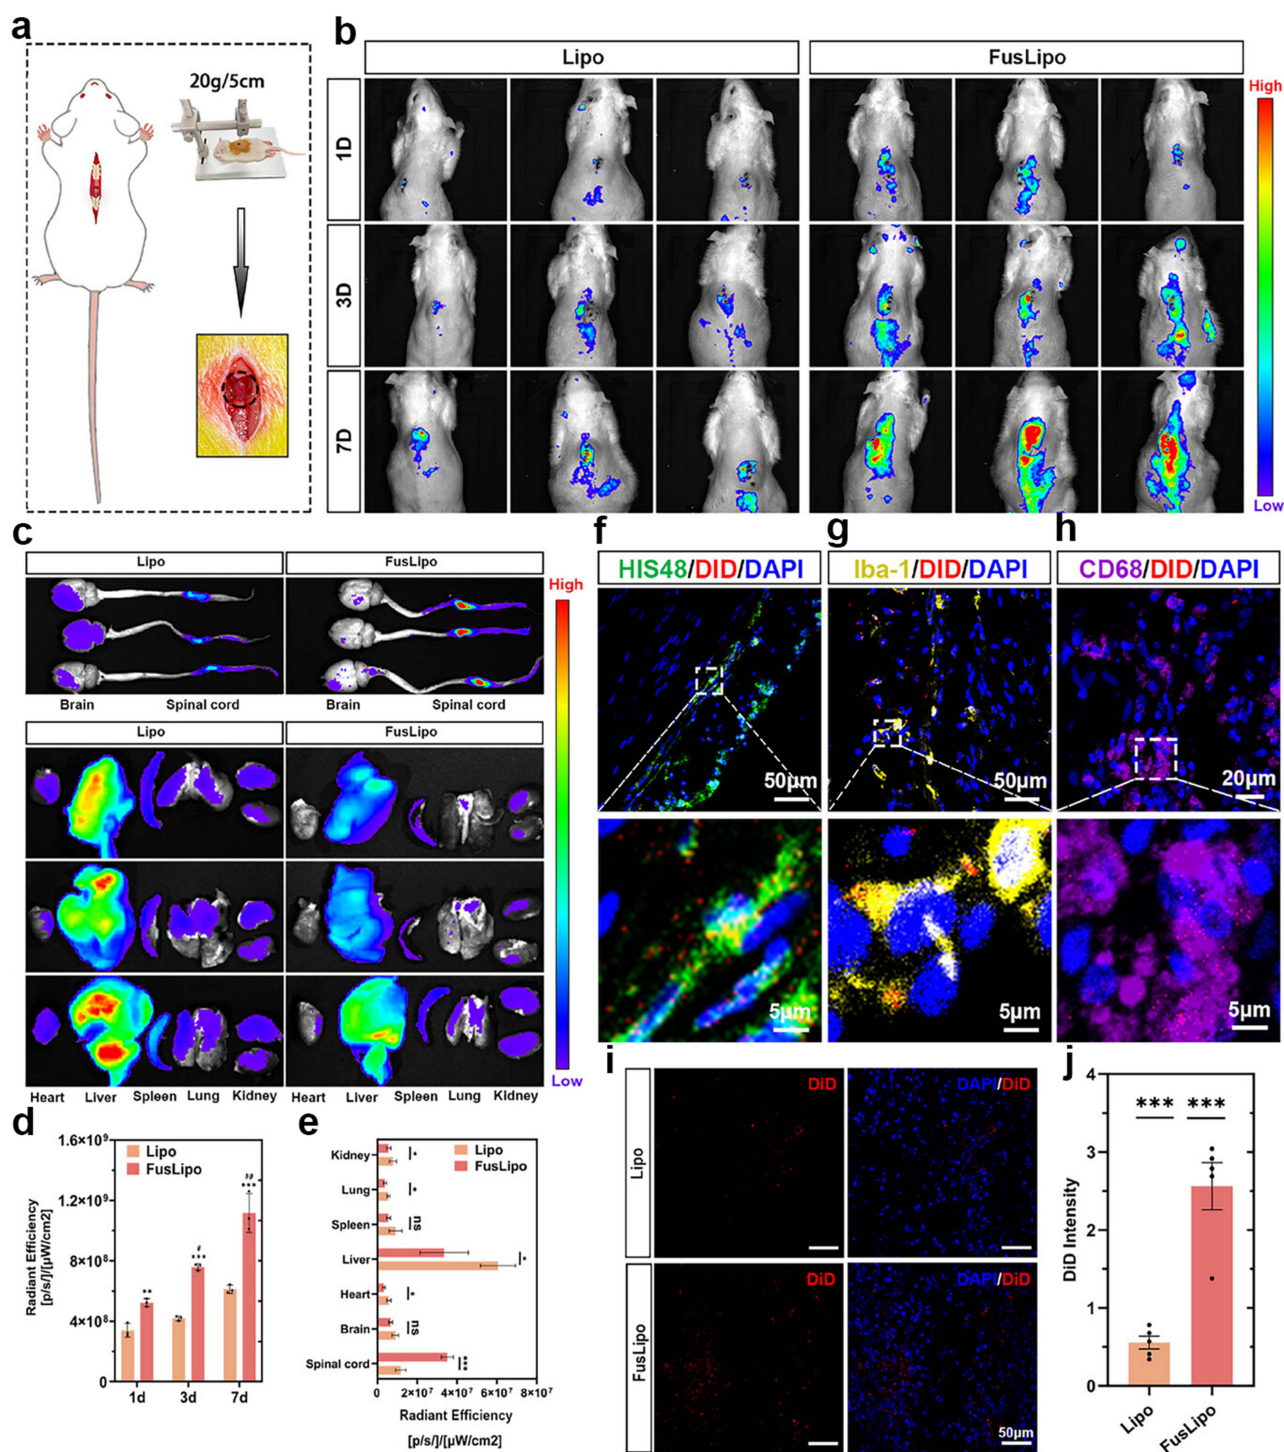 a
20g/5cm
b
Lipo
FusLipo
1D
3D
7D
High
Low
c
Lipo
FusLipo
Brain
Spinal cord
Brain
Spinal cord
Lipo
FusLipo
Heart
Liver
Spleen
Lung
Kidney
Heart
Liver
Spleen
Lung
Kidney
High
Low
f
HIS48/DID/DAPI
50μm
5μm
g
Iba-1/DID/DAPI
50μm
5μm
h
CD68/DID/DAPI
20μm
5μm
d
1.6×10⁹
1.2×10⁹
8×10⁸
4×10⁸
0
Radiant Efficiency
[p/s/]/[μW/cm2]
Lipo
FusLipo
**
#
***
##
***
1d
3d
7d
e
Lipo
FusLipo
Kidney
*
Lung
*
Spleen
ns
Liver
*
Heart
*
Brain
ns
Spinal cord
***
0
2×10⁷
4×10⁷
6×10⁷
8×10⁷
Radiant Efficiency
[p/s/]/[μW/cm2]
i
Lipo
DiD
DAPI/DiD
FusLipo
DiD
DAPI/DiD
50μm
j
DiD Intensity
4
3
2
1
0
***
***
Lipo
FusLipo